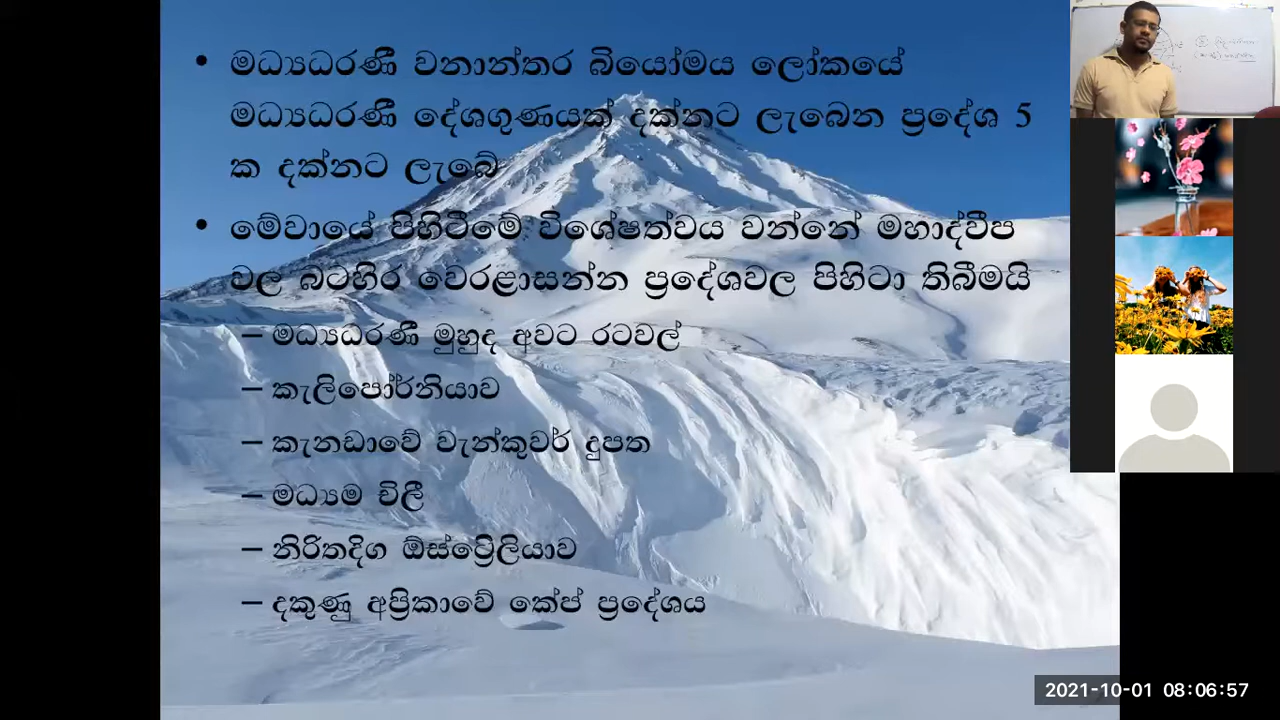 • මධ්‍යධරණී වනාන්තර බියෝමය ලෝකයේ
මධ්‍යධරණී දේශගුණයක් දක්නට ලැබෙන ප්‍රදේශ 5
ක දක්නට ලැබේ
• මේවායේ පිහිටීමේ විශේෂත්වය වන්නේ මහාද්වීප
වල බටහිර වෙරළාසන්න ප්‍රදේශවල පිහිටා තිබීමයි
– මධ්‍යධරණී මුහුද අවට රටවල්
– කැලිපෝර්නියාව
– කැනඩාවේ වැන්කුවර් දුපත
– මධ්‍යම චිලී
– නිරිතදිග ඕස්ට්‍රේලියාව
– දකුණු අප්‍රිකාවේ කේප් ප්‍රදේශය
2021-10-01 08:06:57